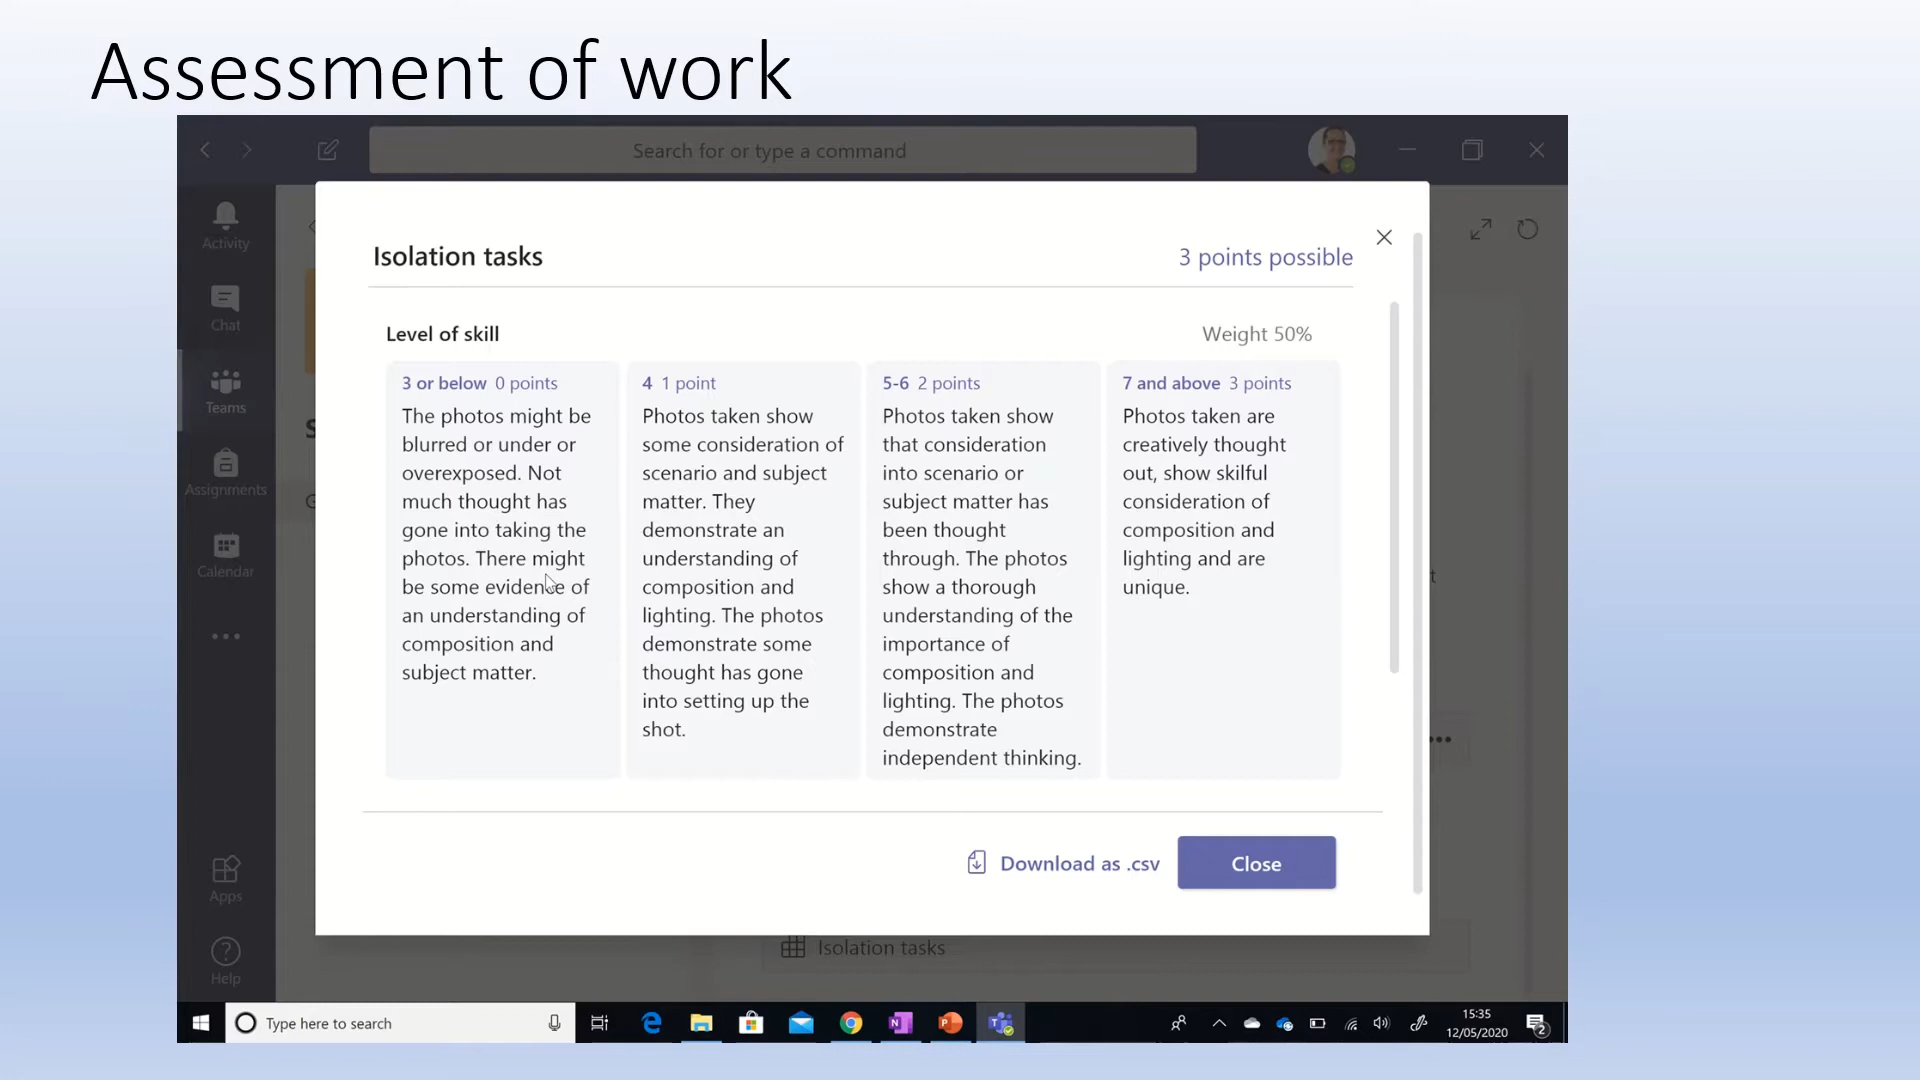 Assessment of work
Search for or type a command
Activity
Chat
Teams
Assignments
Calendar
Apps
Help
Isolation tasks
3 points possible
Level of skill
Weight 50%
3 or below 0 points
The photos might be
blurred or under or
overexposed. Not
much thought has
gone into taking the
photos. There might
be some evidence of
an understanding of
composition and
subject matter.
4 1 point
Photos taken show
some consideration of
scenario and subject
matter. They
demonstrate an
understanding of
composition and
lighting. The photos
demonstrate some
thought has gone
into setting up the
shot.
5-6 2 points
Photos taken show
that consideration
into scenario or
subject matter has
been thought
through. The photos
show a thorough
understanding of the
importance of
composition and
lighting. The photos
demonstrate
independent thinking.
7 and above 3 points
Photos taken are
creatively thought
out, show skilful
consideration of
composition and
lighting and are
unique.
Download as .csv
Close
Isolation tasks
Type here to search
15:35
12/05/2020
2